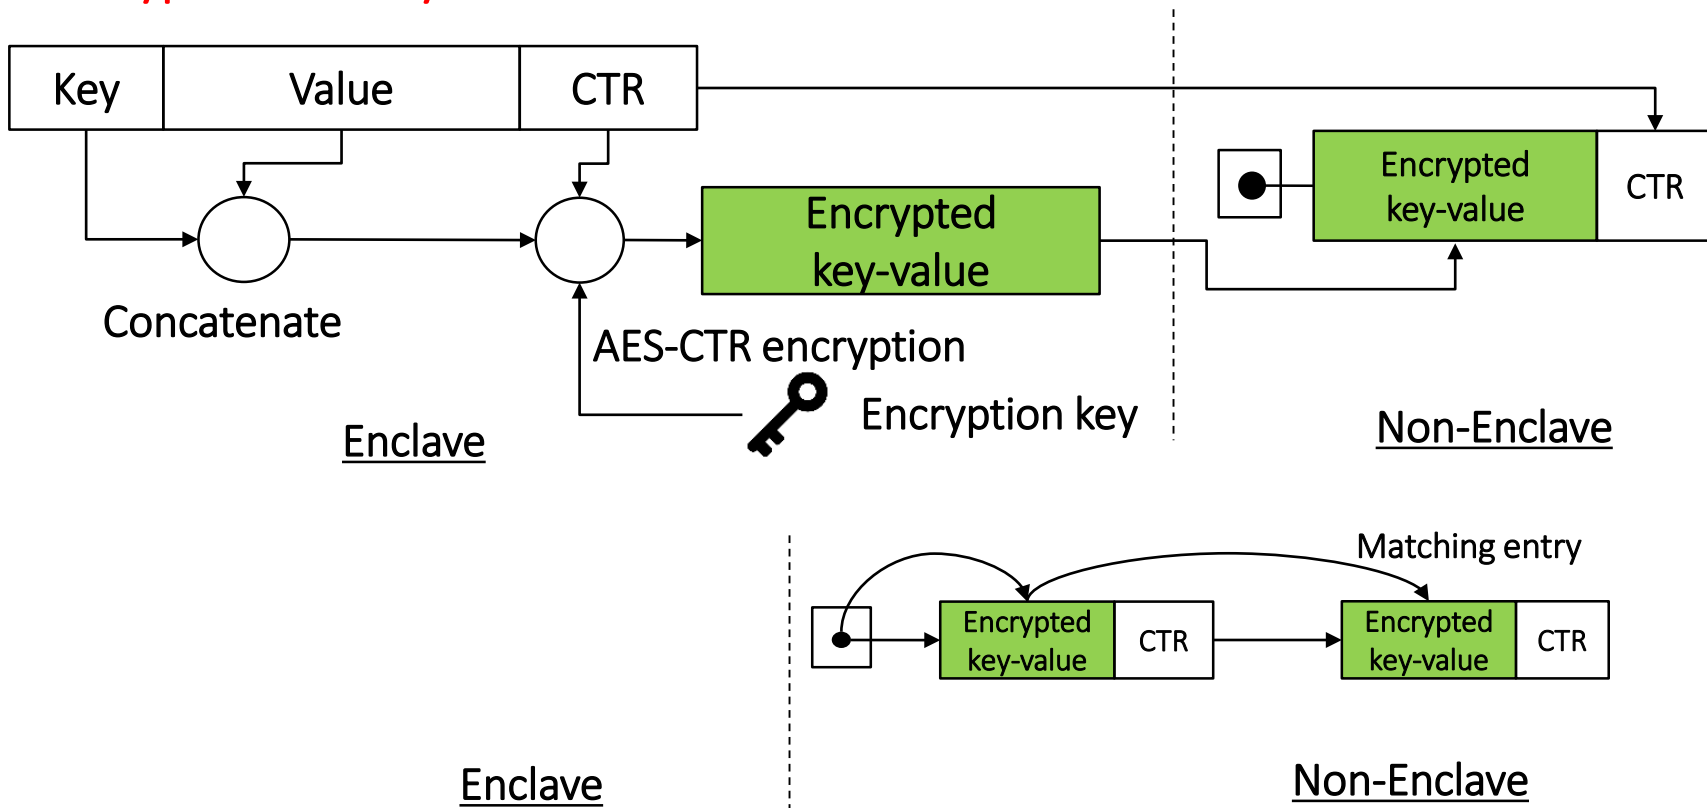 Key Value CTR
Encrypted
key-value
CTR
Encrypted
key-value
Concatenate
AES-CTR encryption
Encryption key
Enclave
Non-Enclave
Matching entry
Encrypted
key-value
CTR
Encrypted
key-value
CTR
Enclave
Non-Enclave